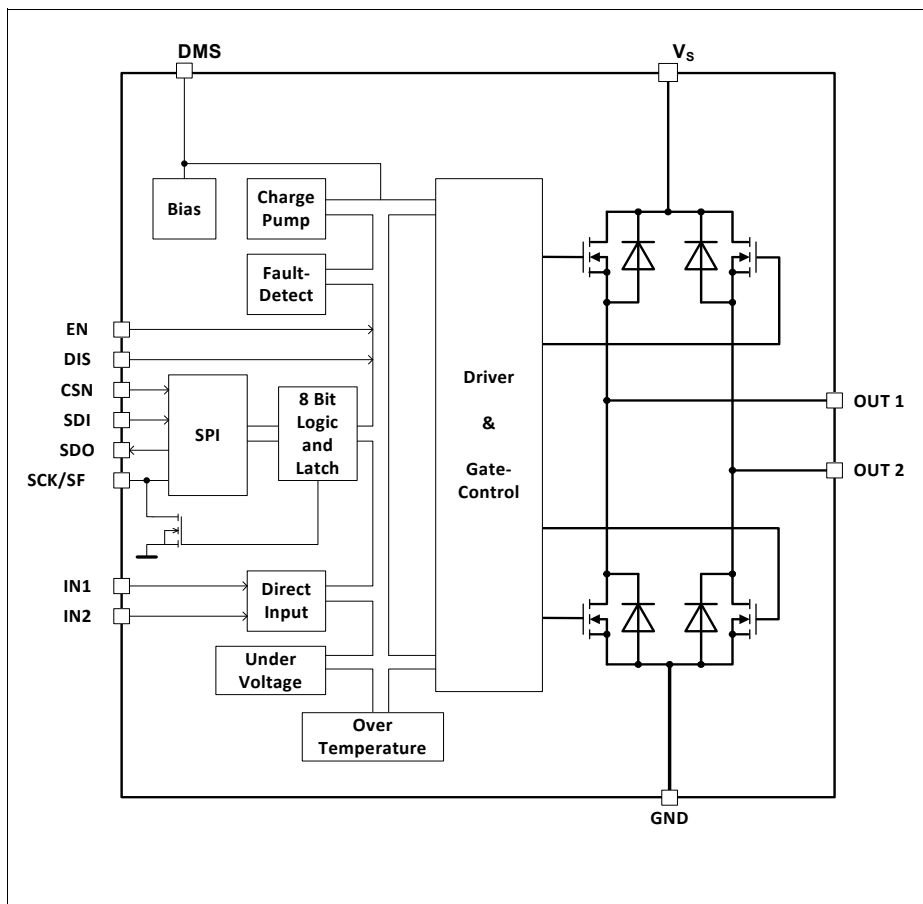 DMS
V_S
Bias
Charge
Pump
Fault-
Detect
EN
DIS
CSN
SDI
SDO
SCK/SF
SPI
8 Bit
Logic
and
Latch
Driver
&
Gate-
Control
OUT 1
OUT 2
IN1
IN2
Direct
Input
Under
Voltage
Over
Temperature
GND